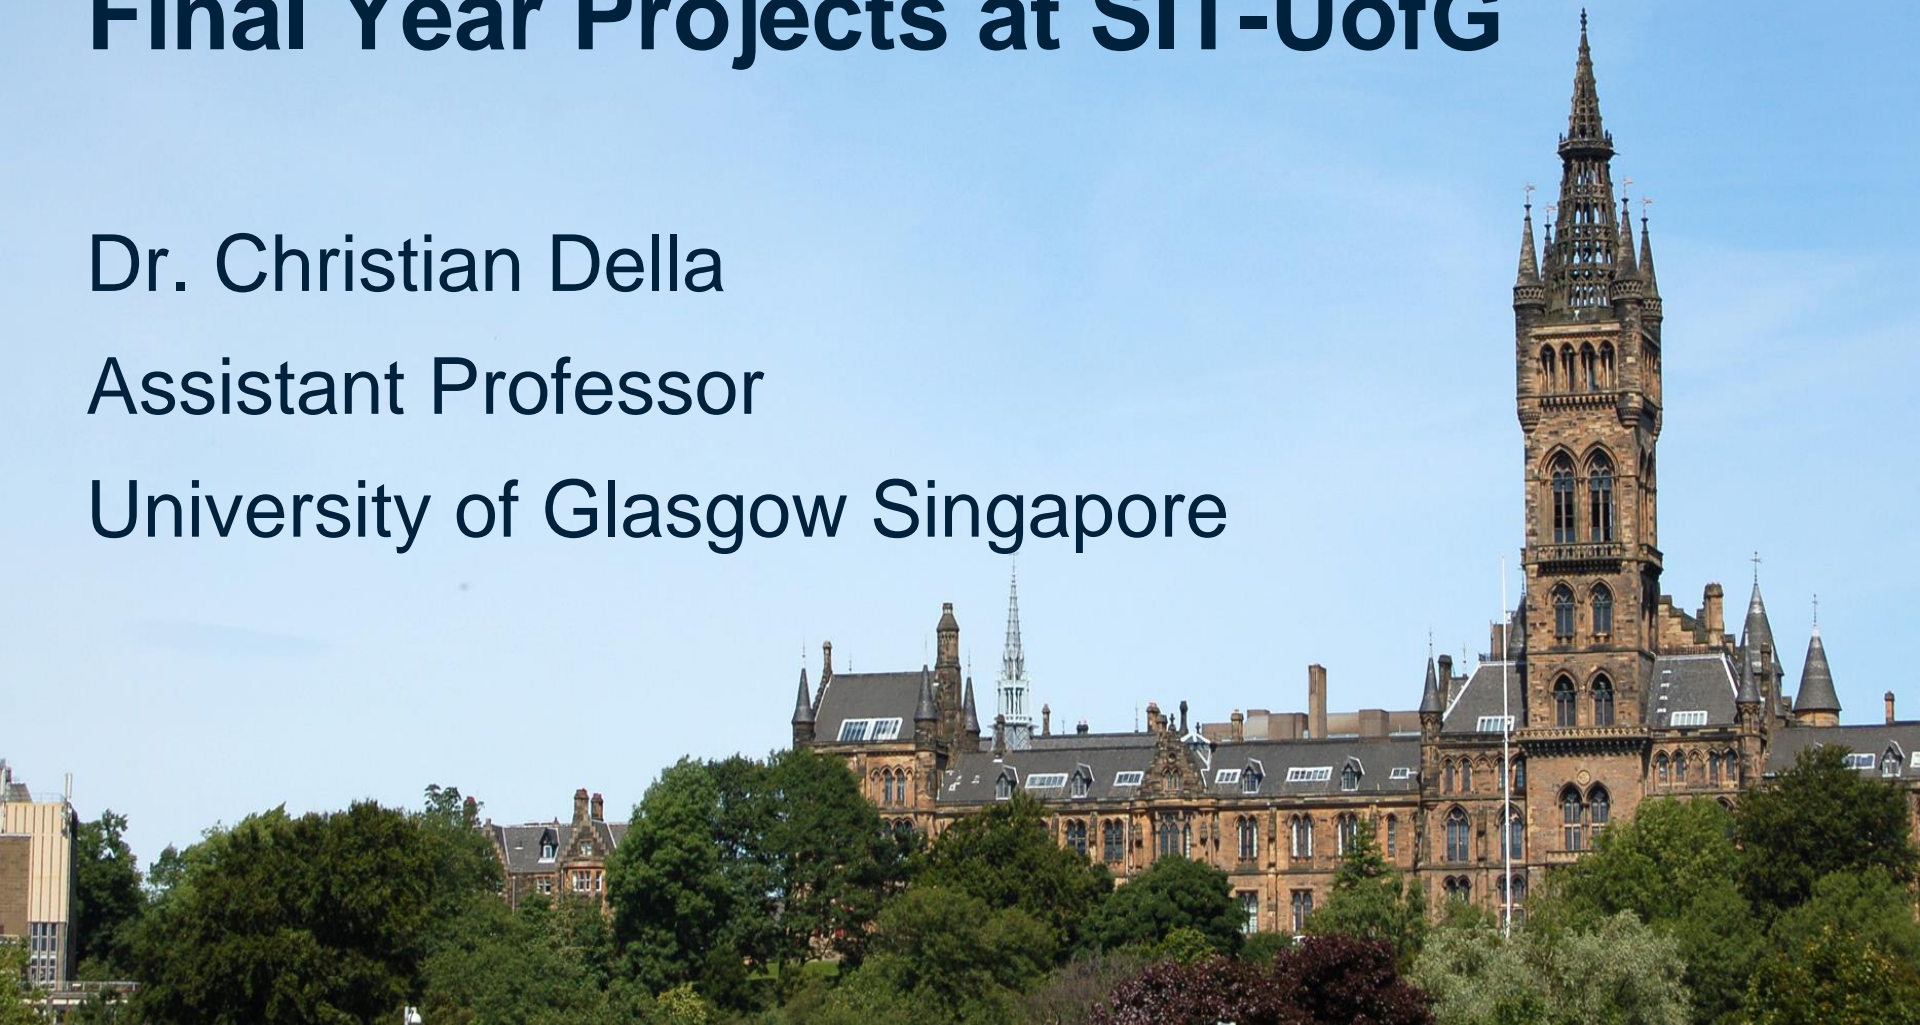 Final Year Projects at SIT-UofG
Dr. Christian Della
Assistant Professor
University of Glasgow Singapore